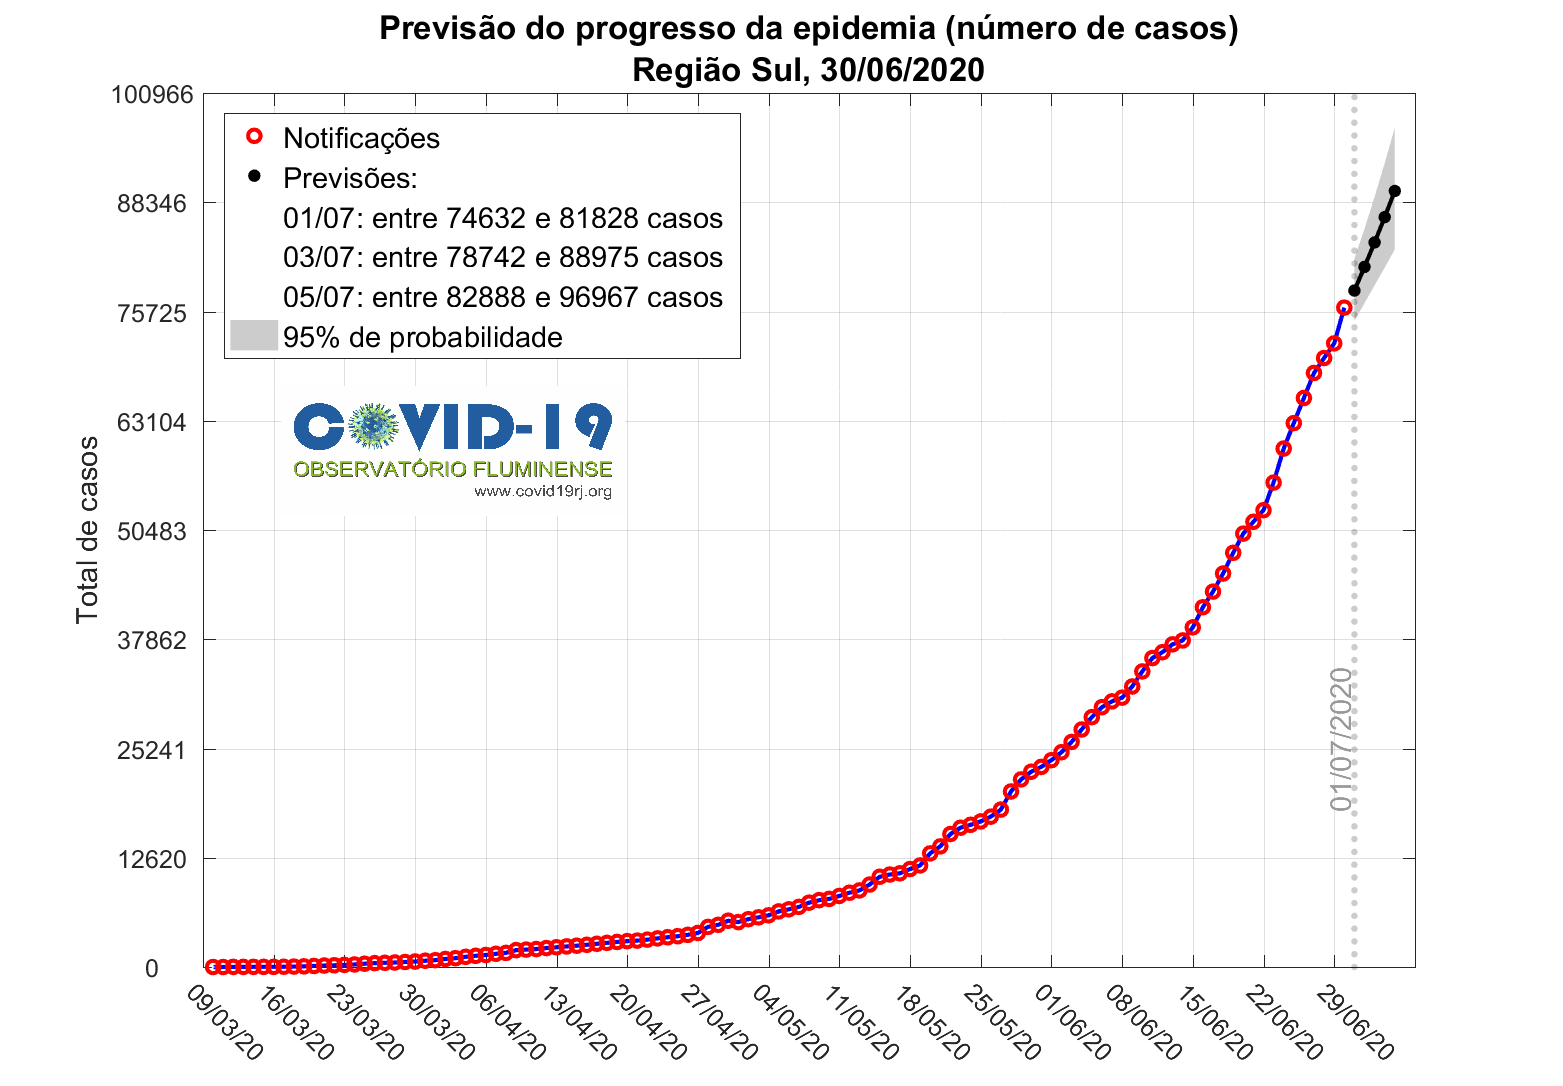 Previsão do progresso da epidemia (número de casos)
Região Sul, 30/06/2020
100966
88346
75725
63104
50483
37862
25241
12620
0
Total de casos
Notificações
Previsões:
01/07: entre 74632 e 81828 casos
03/07: entre 78742 e 88975 casos
05/07: entre 82888 e 96967 casos
95% de probabilidade
COVID-19
OBSERVATÓRIO FLUMINENSE
www.covid19rj.org
01/07/2020
09/03/20
16/03/20
23/03/20
30/03/20
06/04/20
13/04/20
20/04/20
27/04/20
04/05/20
11/05/20
18/05/20
25/05/20
01/06/20
08/06/20
15/06/20
22/06/20
29/06/20